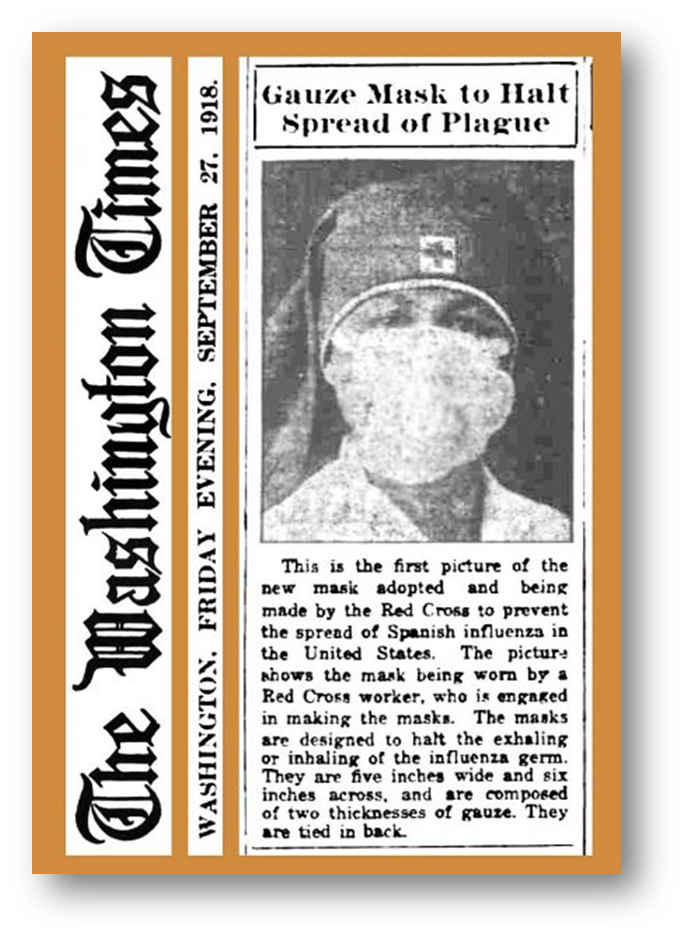 The Washington Times
WASHINGTON, FRIDAY EVENING, SEPTEMBER 27, 1918.
Gauze Mask to Halt
Spread of Plague
This is the first picture of the
new mask adopted and being
made by the Red Cross to prevent
the spread of Spanish influenza in
the United States. The picture
shows the mask being worn by a
Red Cross worker, who is engaged
in making the masks. The masks
are designed to halt the exhaling
or inhaling of the influenza germ.
They are five inches wide and six
inches across, and are composed
of two thicknesses of gauze. They
are tied in back.